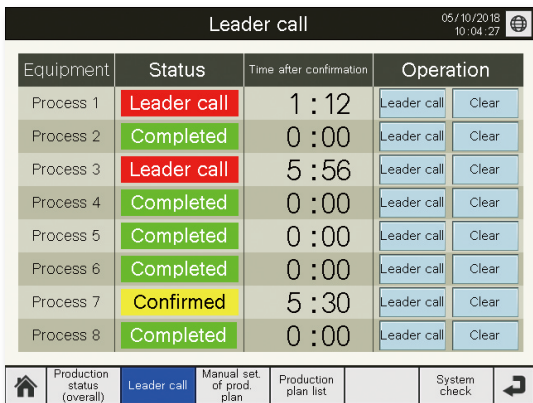 Leader call
05/10/2018
10:04:27
Equipment Status Time after confirmation Operation
Process 1 Leader call 1:12 Leader call Clear
Process 2 Completed 0:00 Leader call Clear
Process 3 Leader call 5:56 Leader call Clear
Process 4 Completed 0:00 Leader call Clear
Process 5 Completed 0:00 Leader call Clear
Process 6 Completed 0:00 Leader call Clear
Process 7 Confirmed 5:30 Leader call Clear
Process 8 Completed 0:00 Leader call Clear
Production
status
(overall)
Leader call
Manual set.
of prod.
plan
Production
plan list
System
check